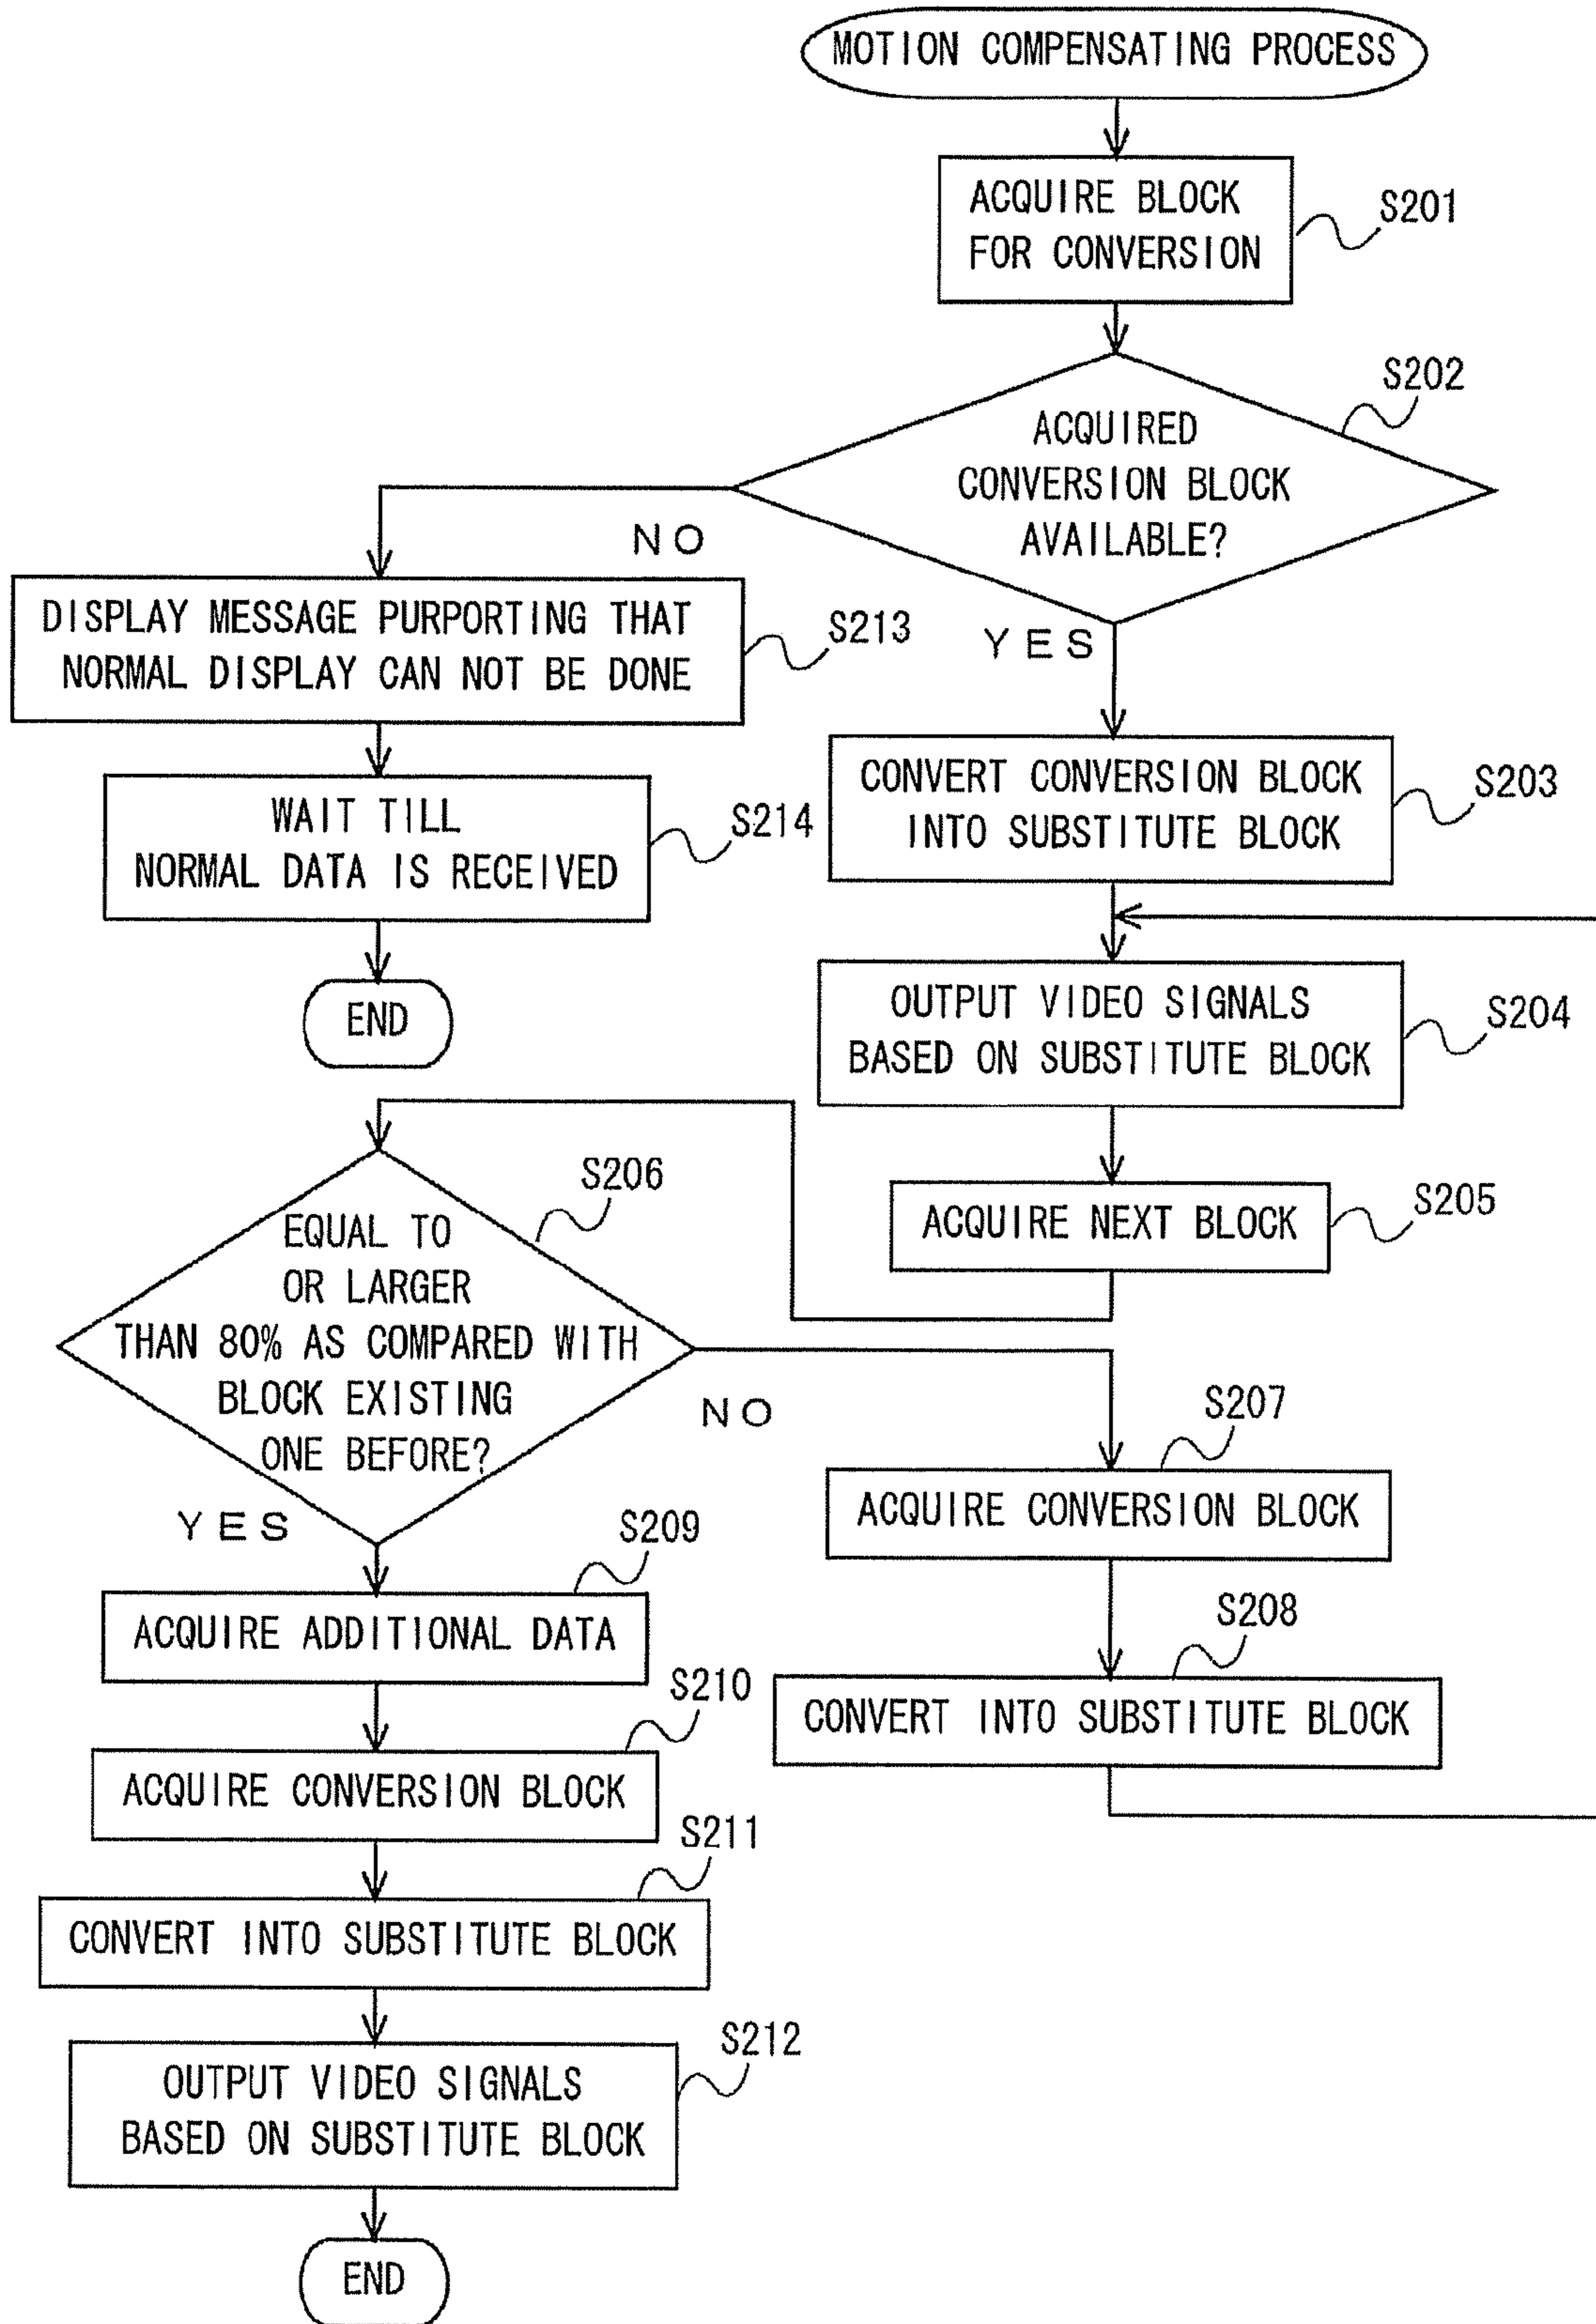 MOTION COMPENSATING PROCESS
ACQUIRE BLOCK
FOR CONVERSION
S201
S202
ACQUIRED
CONVERSION BLOCK
AVAILABLE?
NO
YES
DISPLAY MESSAGE PURPORTING THAT
NORMAL DISPLAY CAN NOT BE DONE
S213
WAIT TILL
NORMAL DATA IS RECEIVED
S214
END
CONVERT CONVERSION BLOCK
INTO SUBSTITUTE BLOCK
S203
OUTPUT VIDEO SIGNALS
BASED ON SUBSTITUTE BLOCK
S204
ACQUIRE NEXT BLOCK
S205
S206
EQUAL TO
OR LARGER
THAN 80% AS COMPARED WITH
BLOCK EXISTING
ONE BEFORE?
NO
YES
S207
ACQUIRE CONVERSION BLOCK
S208
CONVERT INTO SUBSTITUTE BLOCK
S209
ACQUIRE ADDITIONAL DATA
S210
ACQUIRE CONVERSION BLOCK
S211
CONVERT INTO SUBSTITUTE BLOCK
S212
OUTPUT VIDEO SIGNALS
BASED ON SUBSTITUTE BLOCK
END